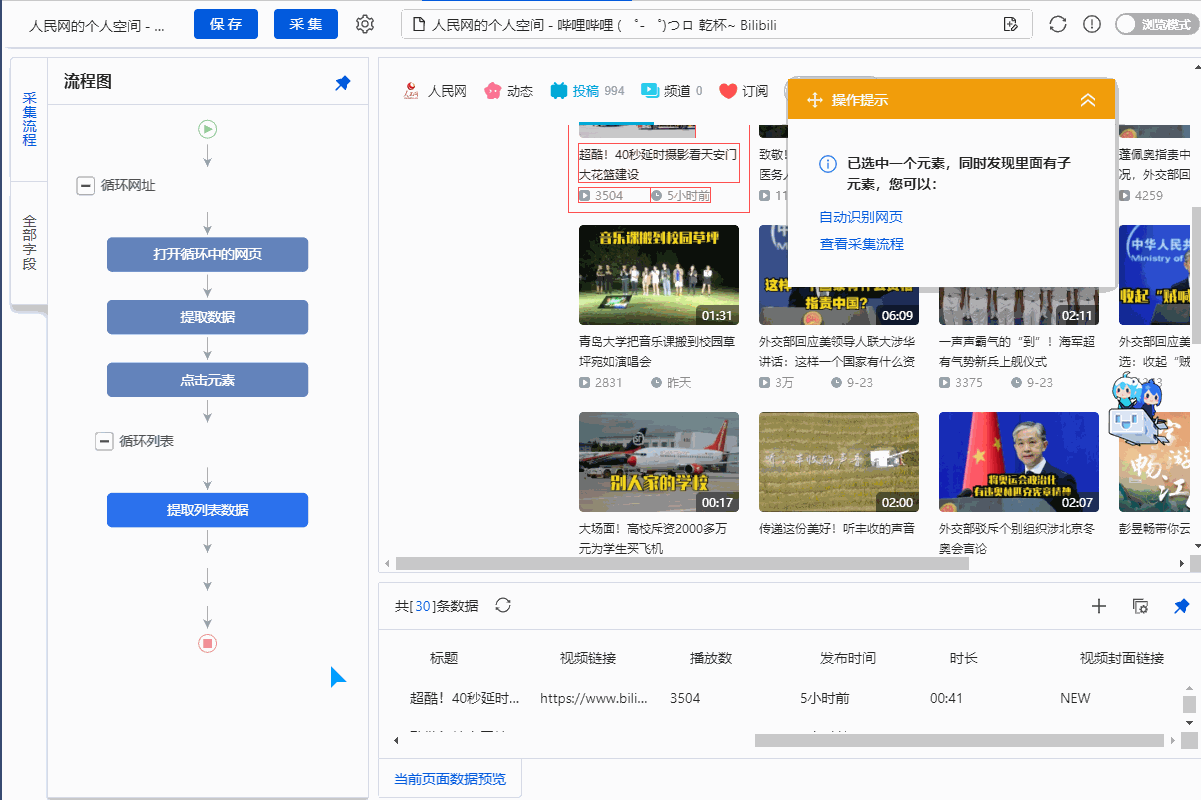 人民网的个人空间 - ...
保 存
采 集
人民网的个人空间 - 哔哩哔哩 ( ゜- ゜)つロ 乾杯~ Bilibili
浏览模式
采集流程
全部字段
流程图
循环网址
打开循环中的网页
提取数据
点击元素
循环列表
提取列表数据
人民网
动态
投稿 994
频道 0
订阅
操作提示
已选中一个元素，同时发现里面有子
元素，您可以：
自动识别网页
查看采集流程
超酷！40秒延时摄影看天安门
大花篮建设
3504
5小时前
致敬！
医务人
11
蓬佩奥指责中
况，外交部回
4259
音乐课搬到校园草坪
01:31
青岛大学把音乐课搬到校园草
坪宛如演唱会
2831
昨天
指责中国？
06:09
外交部回应美领导人联大涉华
讲话：这样一个国家有什么资
3万
9-23
02:11
一声声霸气的“到”！海军超
有气势新兵上舰仪式
3375
9-23
中华人民共
Ministry of
收起“贼喊
外交部回应美
选：收起“贼
别人家的学校
00:17
大场面！高校斥资2000多万
元为学生买飞机
02:00
传递这份美好！听丰收的声音
将奥运会政治化
有违奥林匹克宪章精神
02:07
外交部驳斥个别组织涉北京冬
奥会言论
畅游
江
彭昱畅带你云
共[30]条数据
标题
视频链接
播放数
发布时间
时长
视频封面链接
超酷！40秒延时...
https://www.bili...
3504
5小时前
00:41
NEW
当前页面数据预览